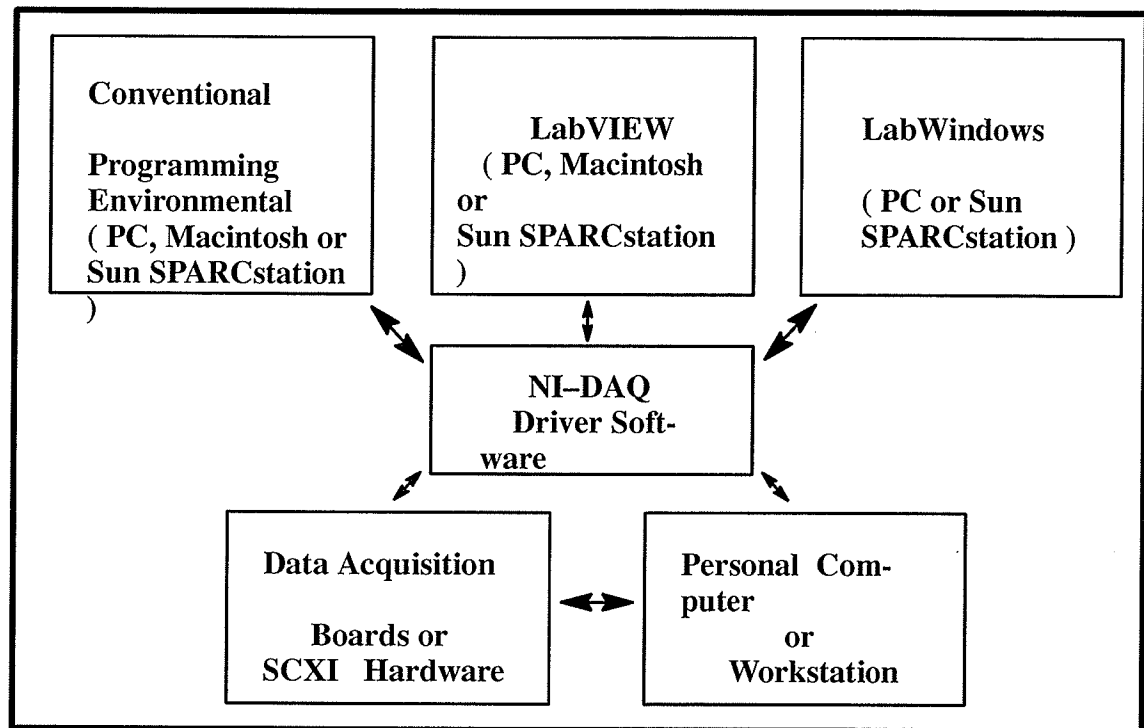 Conventional
Programming
Environmental
( PC, Macintosh or
Sun SPARCstation
)
LabVIEW
( PC, Macintosh
or
Sun SPARCstation
)
LabWindows
( PC or Sun
SPARCstation )
NI–DAQ
Driver Soft-
ware
Data Acquisition
Boards or
SCXI Hardware
Personal Com-
puter
or
Workstation